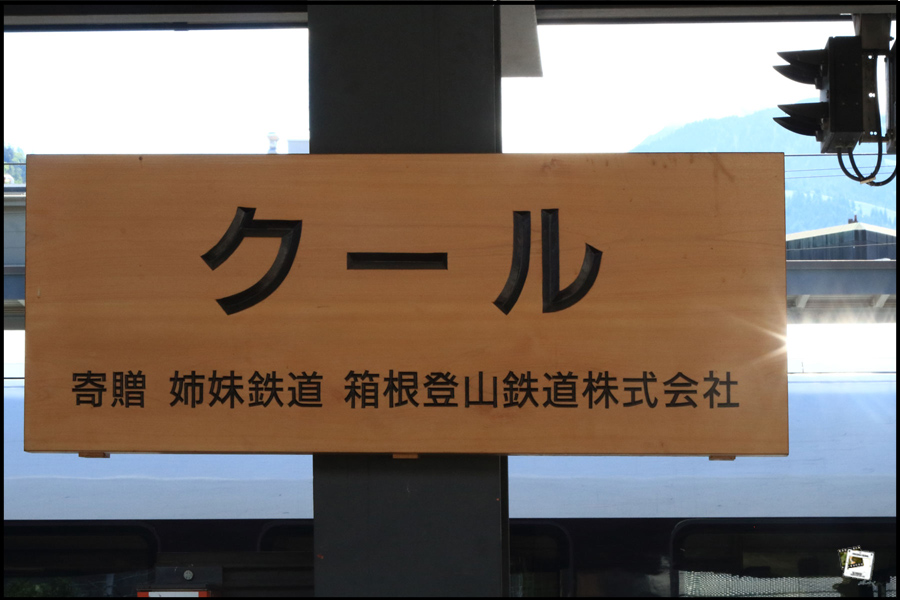 クール
寄贈 姉妹鉄道 箱根登山鉄道株式会社